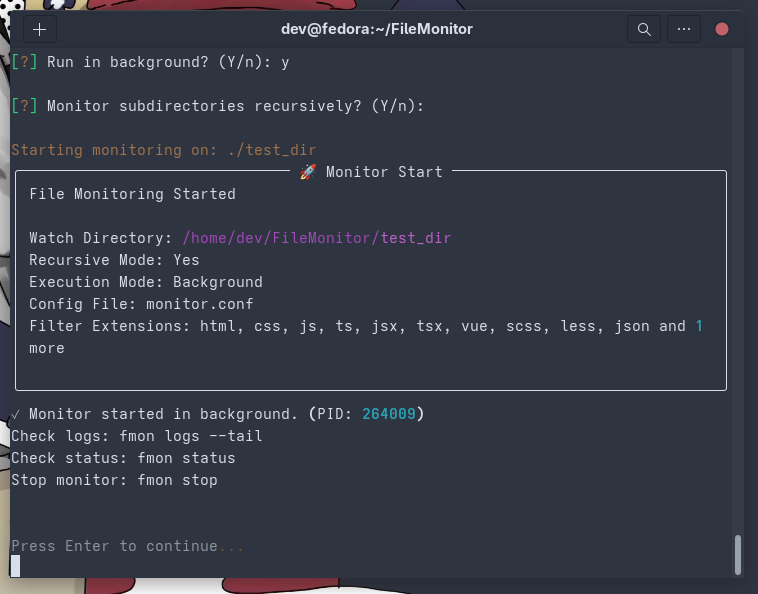 dev@fedora:~/FileMonitor
[?] Run in background? (Y/n): y
[?] Monitor subdirectories recursively? (Y/n):
Starting monitoring on: ./test_dir
🚀 Monitor Start
File Monitoring Started
Watch Directory: /home/dev/FileMonitor/test_dir
Recursive Mode: Yes
Execution Mode: Background
Config File: monitor.conf
Filter Extensions: html, css, js, ts, jsx, tsx, vue, scss, less, json and 1
more
✓ Monitor started in background. (PID: 264009)
Check logs: fmon logs --tail
Check status: fmon status
Stop monitor: fmon stop
Press Enter to continue...